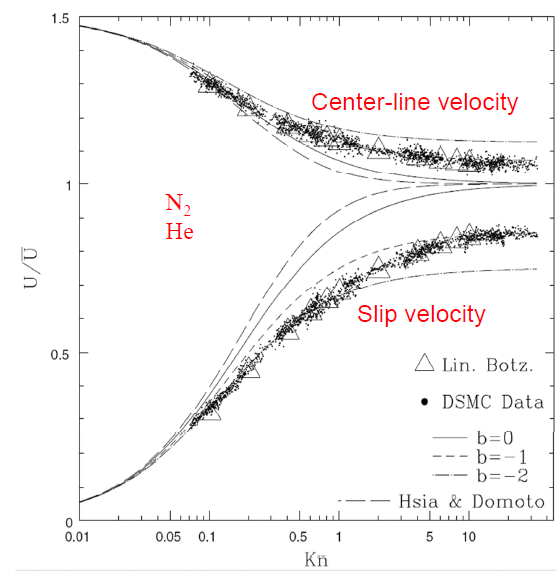 1.5
Center-line velocity
1
N₂
He
U/U̅
Slip velocity
Lin. Botz.
0.5
DSMC Data
b=0
b=-1
b=-2
Hsia & Domoto
0
0.01 0.05 0.1 0.5 1 5 10
Kn